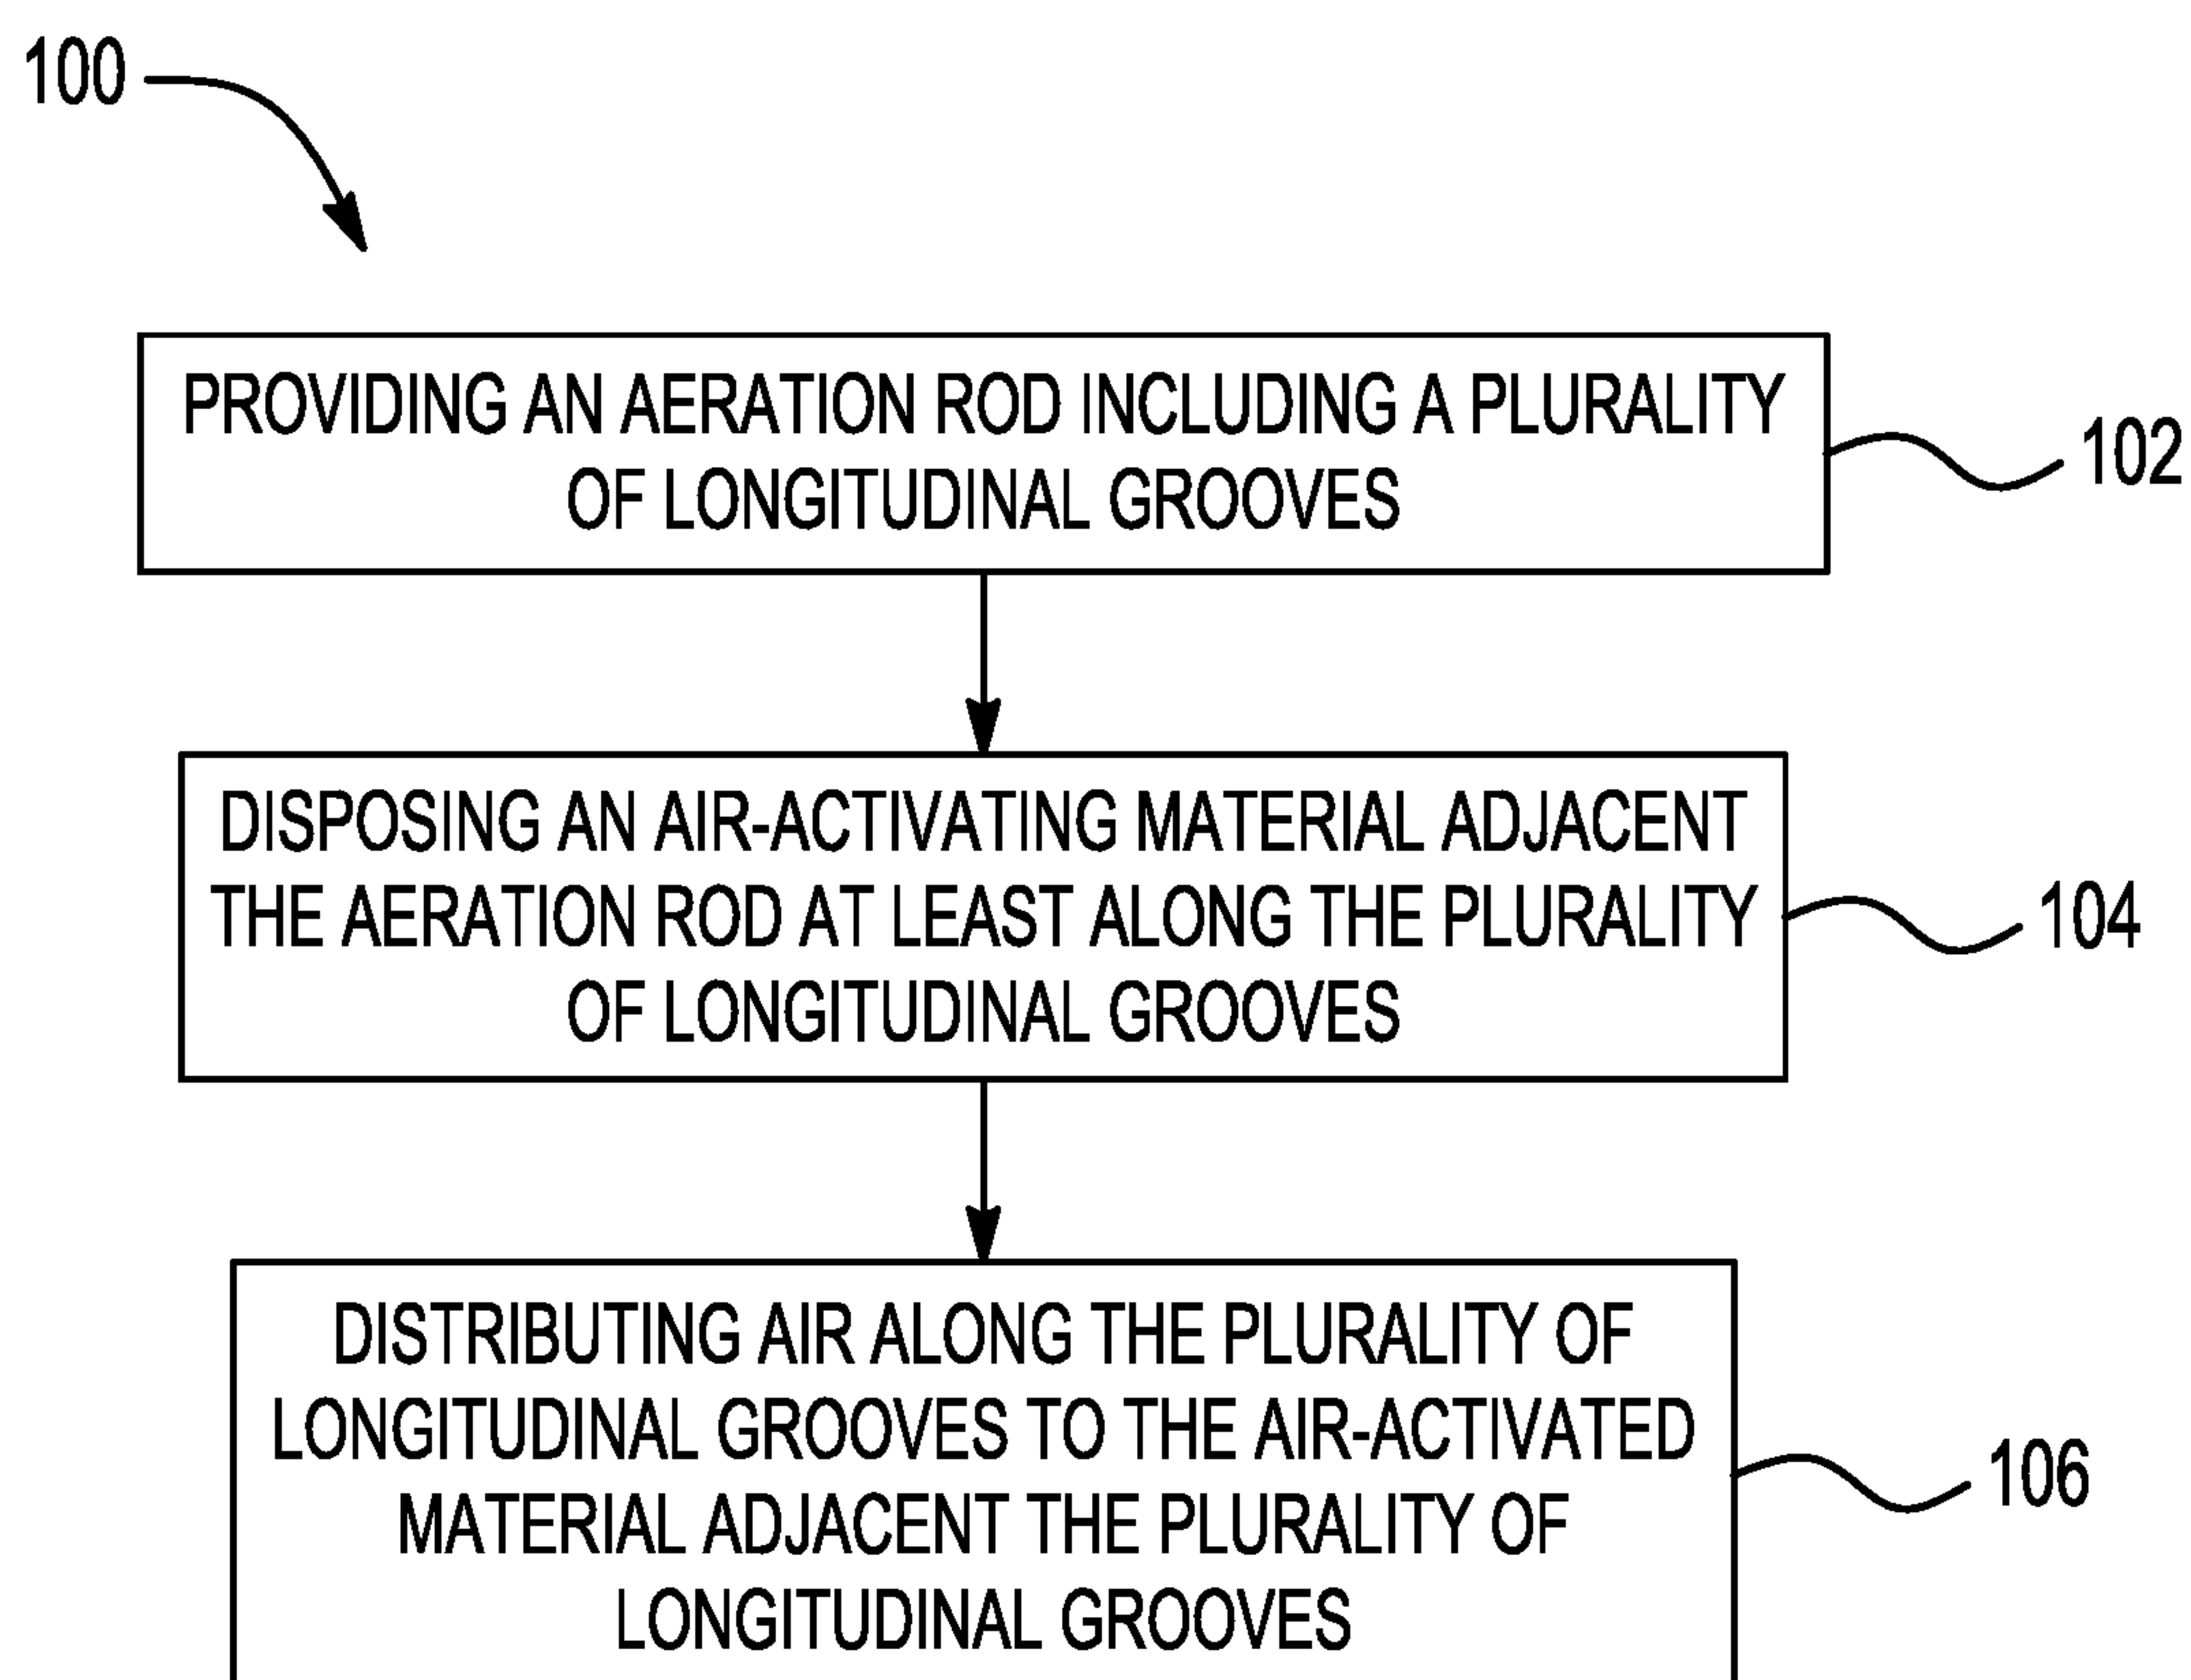 100
PROVIDING AN AERATION ROD INCLUDING A PLURALITY
OF LONGITUDINAL GROOVES
102
DISPOSING AN AIR-ACTIVATING MATERIAL ADJACENT
THE AERATION ROD AT LEAST ALONG THE PLURALITY
OF LONGITUDINAL GROOVES
104
DISTRIBUTING AIR ALONG THE PLURALITY OF
LONGITUDINAL GROOVES TO THE AIR-ACTIVATED
MATERIAL ADJACENT THE PLURALITY OF
LONGITUDINAL GROOVES
106